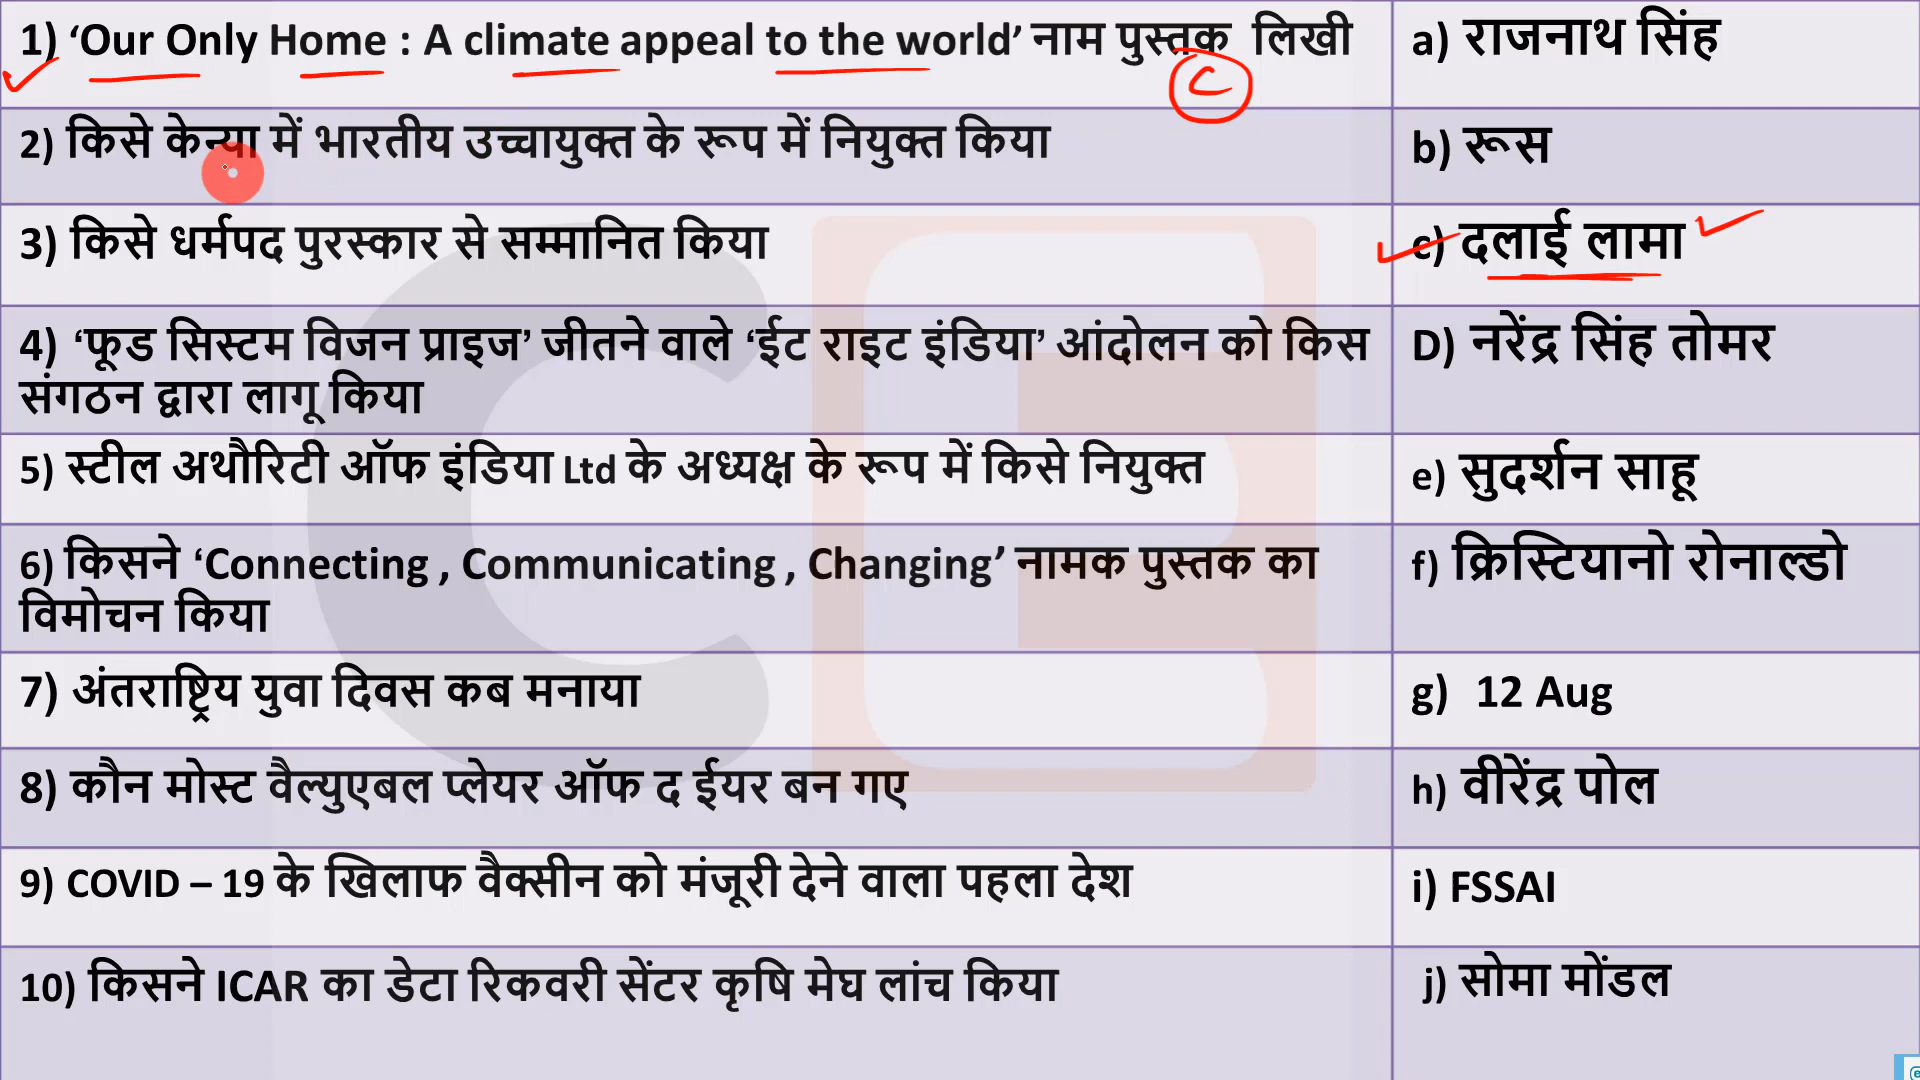 1) ‘Our Only Home : A climate appeal to the world’ नाम पुस्तक लिखी
a) राजनाथ सिंह
C
2) किसे केन्या में भारतीय उच्चायुक्त के रूप में नियुक्त किया
b) रूस
3) किसे धर्मपद पुरस्कार से सम्मानित किया
c) दलाई लामा
4) ‘फूड सिस्टम विजन प्राइज’ जीतने वाले ‘ईट राइट इंडिया’ आंदोलन को किस
संगठन द्वारा लागू किया
D) नरेंद्र सिंह तोमर
5) स्टील अथौरिटी ऑफ इंडिया Ltd के अध्यक्ष के रूप में किसे नियुक्त
e) सुदर्शन साहू
6) किसने ‘Connecting , Communicating , Changing’ नामक पुस्तक का
विमोचन किया
f) क्रिस्टियानो रोनाल्डो
7) अंतराष्ट्रिय युवा दिवस कब मनाया
g) 12 Aug
8) कौन मोस्ट वैल्युएबल प्लेयर ऑफ द ईयर बन गए
h) वीरेंद्र पोल
9) COVID – 19 के खिलाफ वैक्सीन को मंजूरी देने वाला पहला देश
i) FSSAI
10) किसने ICAR का डेटा रिकवरी सेंटर कृषि मेघ लांच किया
j) सोमा मोंडल